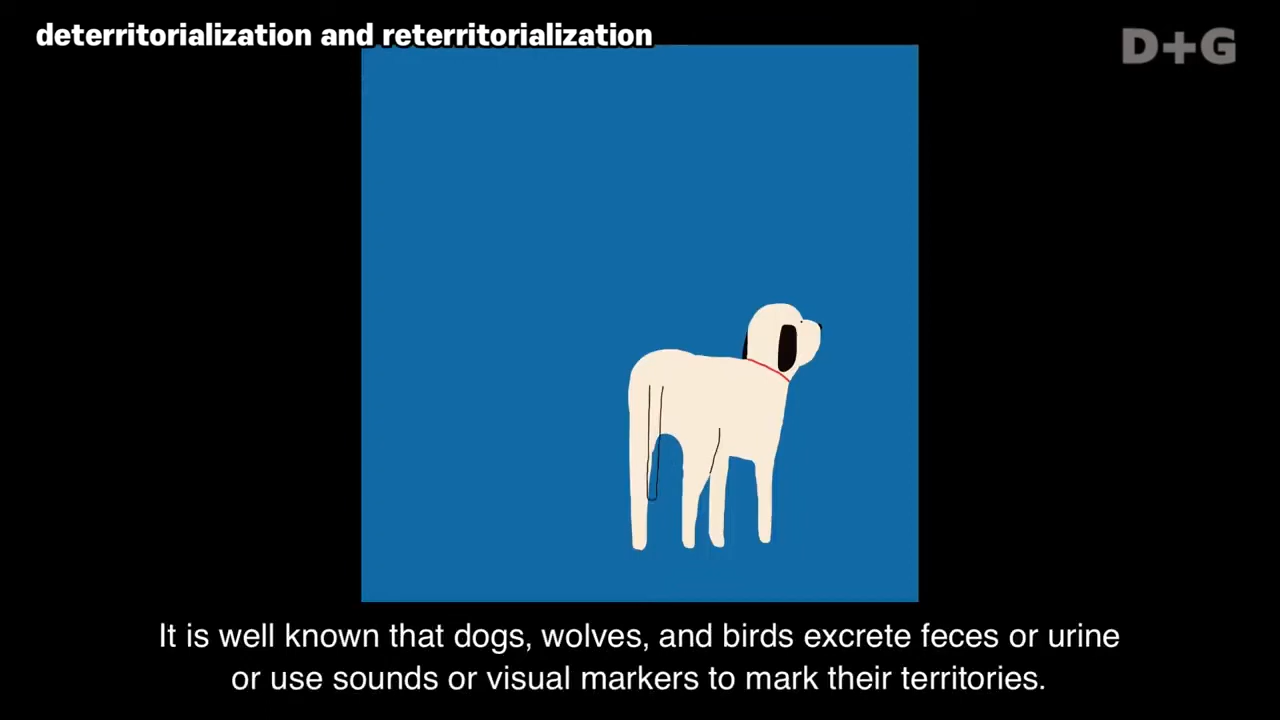 deterritorialization and reterritorialization
D+G
It is well known that dogs, wolves, and birds excrete feces or urine
or use sounds or visual markers to mark their territories.